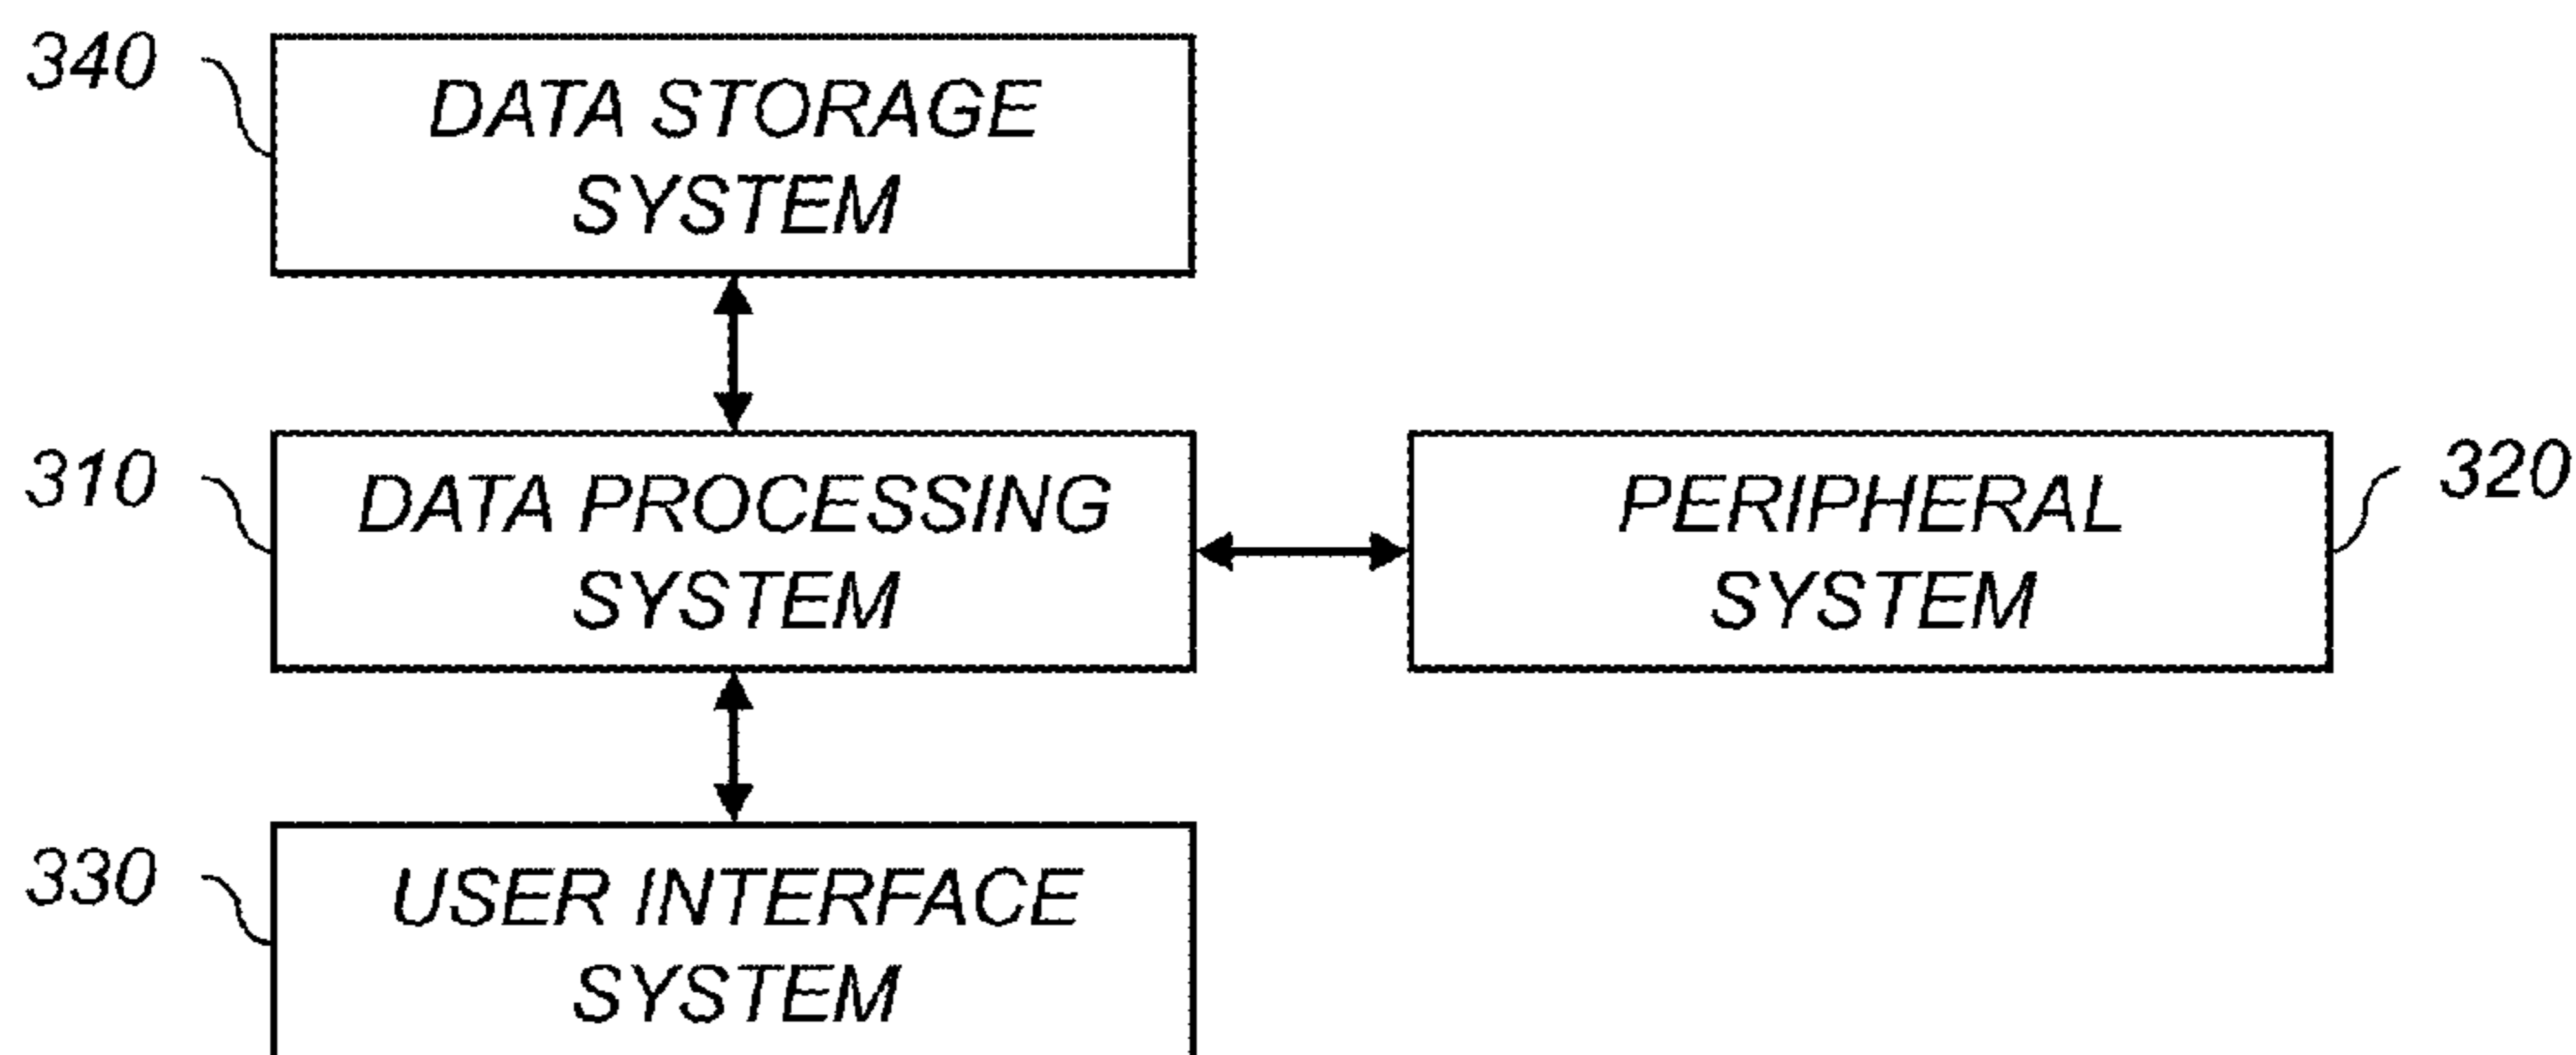 340
DATA STORAGE
SYSTEM
310
DATA PROCESSING
SYSTEM
PERIPHERAL
SYSTEM
320
330
USER INTERFACE
SYSTEM